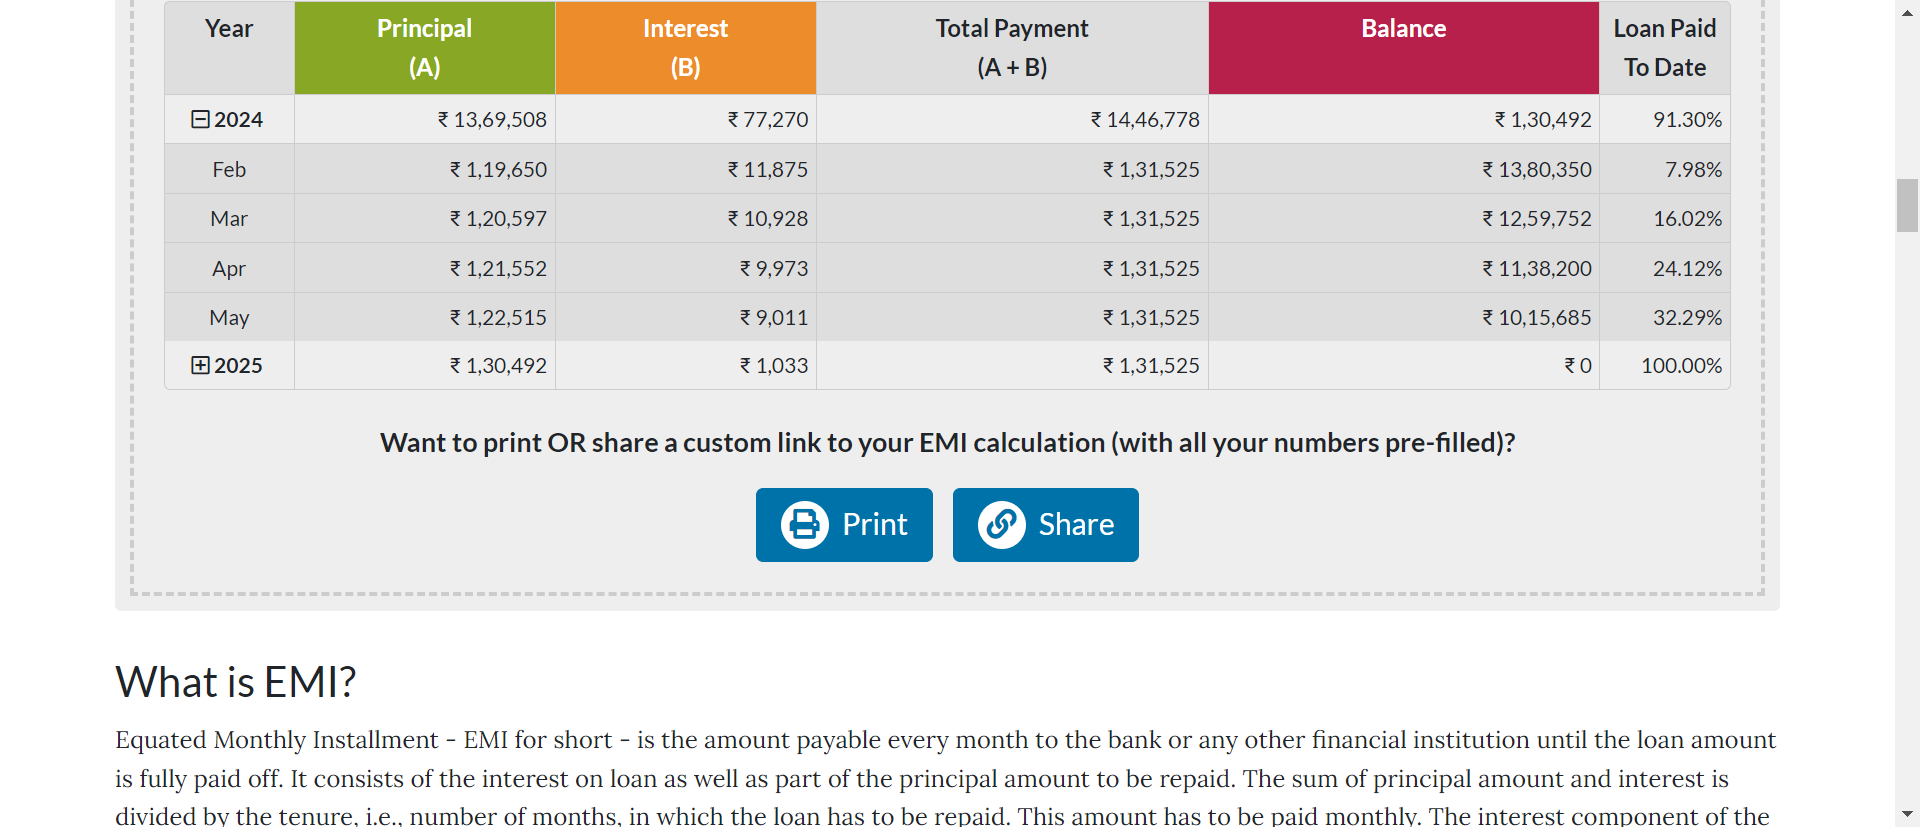 Year Principal Interest Total Payment Balance Loan Paid
(A) (B) (A + B) To Date
2024 ₹ 13,69,508 ₹ 77,270 ₹ 14,46,778 ₹ 1,30,492 91.30%
Feb ₹ 1,19,650 ₹ 11,875 ₹ 1,31,525 ₹ 13,80,350 7.98%
Mar ₹ 1,20,597 ₹ 10,928 ₹ 1,31,525 ₹ 12,59,752 16.02%
Apr ₹ 1,21,552 ₹ 9,973 ₹ 1,31,525 ₹ 11,38,200 24.12%
May ₹ 1,22,515 ₹ 9,011 ₹ 1,31,525 ₹ 10,15,685 32.29%
2025 ₹ 1,30,492 ₹ 1,033 ₹ 1,31,525 ₹ 0 100.00%
Want to print OR share a custom link to your EMI calculation (with all your numbers pre-filled)?
Print Share
What is EMI?
Equated Monthly Installment - EMI for short - is the amount payable every month to the bank or any other financial institution until the loan amount
is fully paid off. It consists of the interest on loan as well as part of the principal amount to be repaid. The sum of principal amount and interest is
divided by the tenure, i.e., number of months, in which the loan has to be repaid. This amount has to be paid monthly. The interest component of the